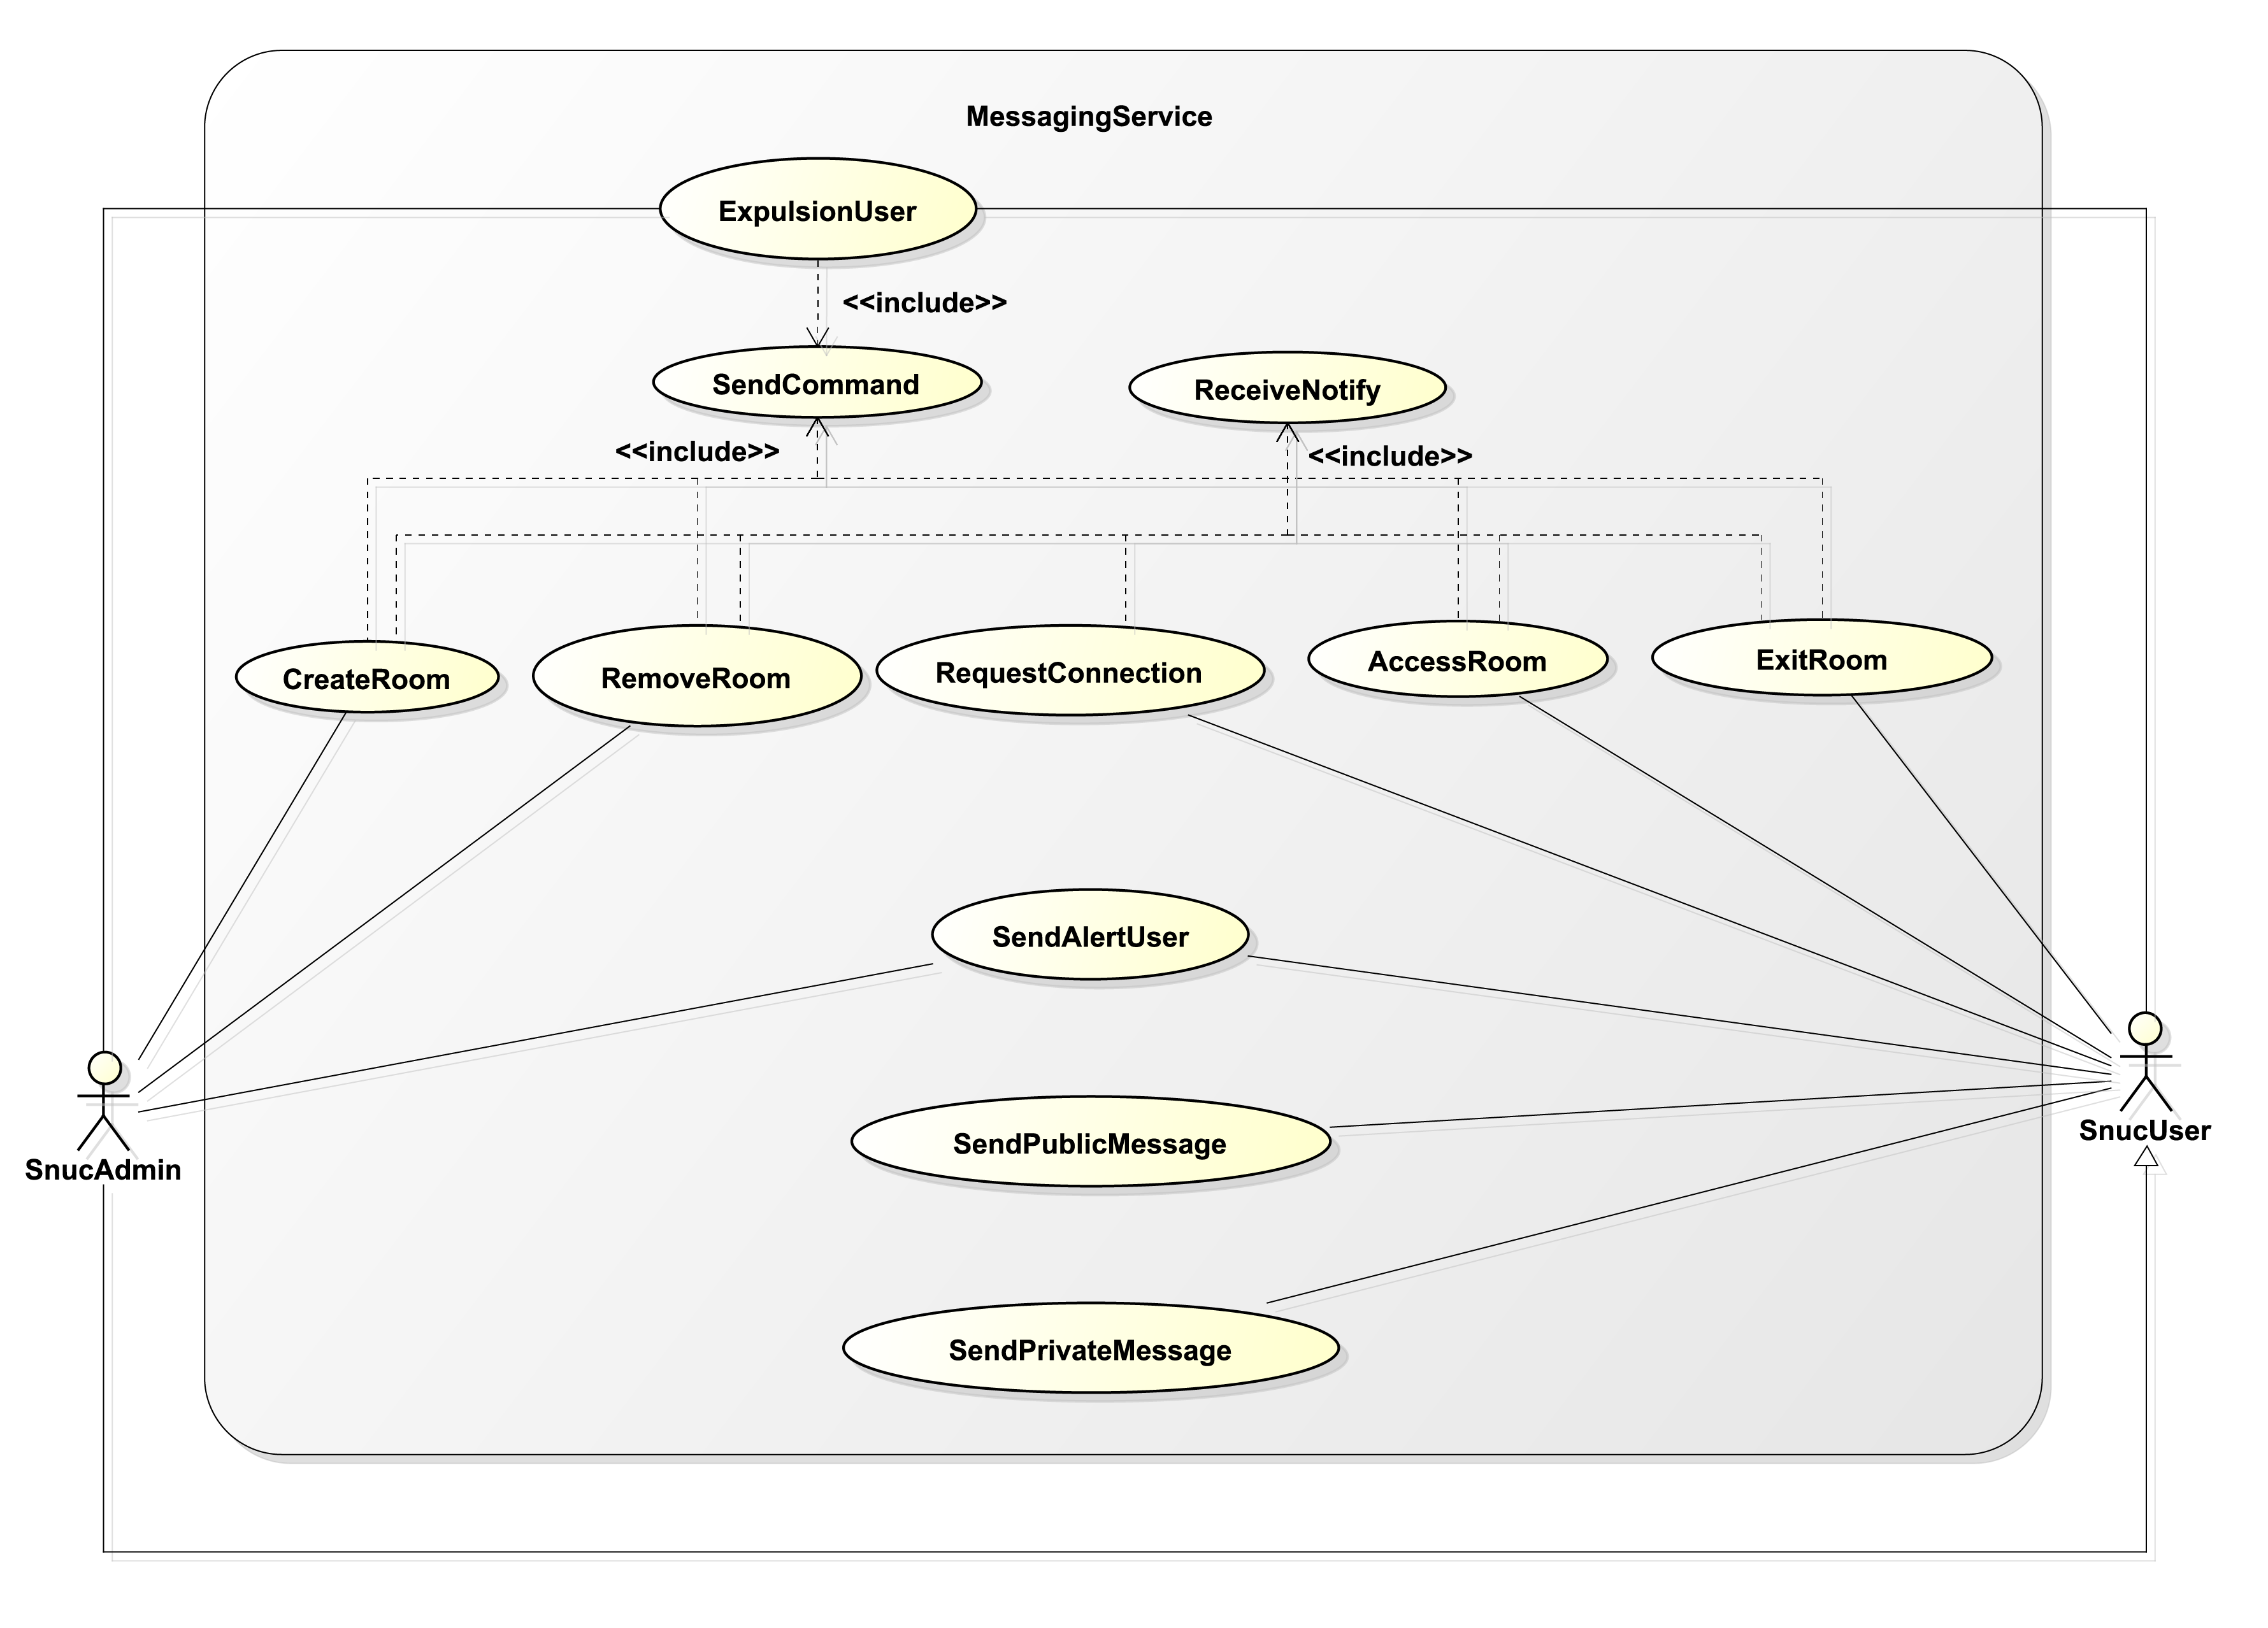 MessagingService
ExpulsionUser
<<include>>
SendCommand
ReceiveNotify
<<include>>
<<include>>
CreateRoom
RemoveRoom
RequestConnection
AccessRoom
ExitRoom
SendAlertUser
SendPublicMessage
SnucUser
SnucAdmin
SendPrivateMessage